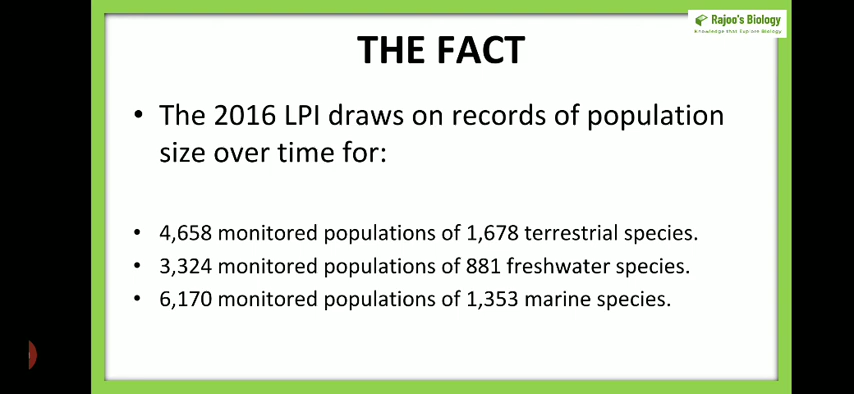 Rajoo's Biology
Knowledge that Explore Biology
THE FACT
• The 2016 LPI draws on records of population
size over time for:
• 4,658 monitored populations of 1,678 terrestrial species.
• 3,324 monitored populations of 881 freshwater species.
• 6,170 monitored populations of 1,353 marine species.